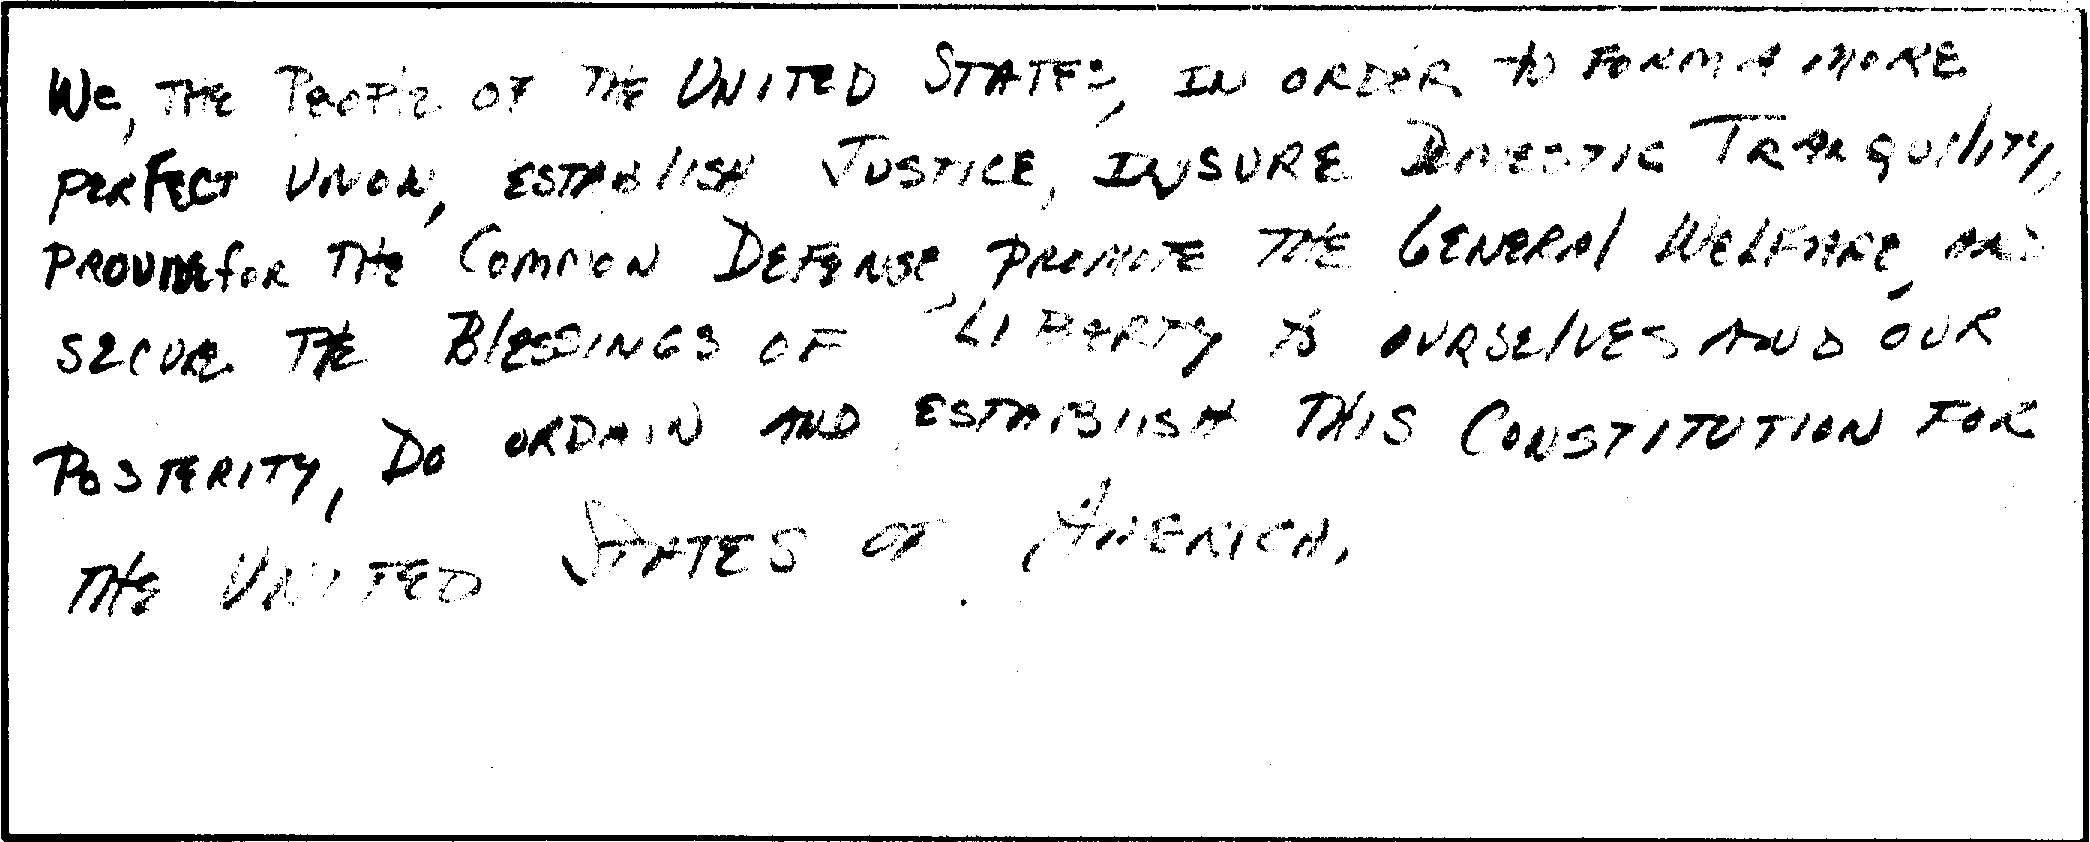 We, THE PEOPLE OF THE UNITED STATES, IN ORDER TO FORM A MORE
PERFECT UNION, ESTABLISH JUSTICE, INSURE DOMESTIC TRANQUILITY,
PROVIDE for THE COMMON DEFENSE, PROMOTE THE GENERAL WELFARE, AND
SECURE THE BLESSINGS OF LIBERTY TO OURSELVES AND OUR
POSTERITY, DO ORDAIN AND ESTABLISH THIS CONSTITUTION FOR
THE UNITED STATES OF AMERICA.